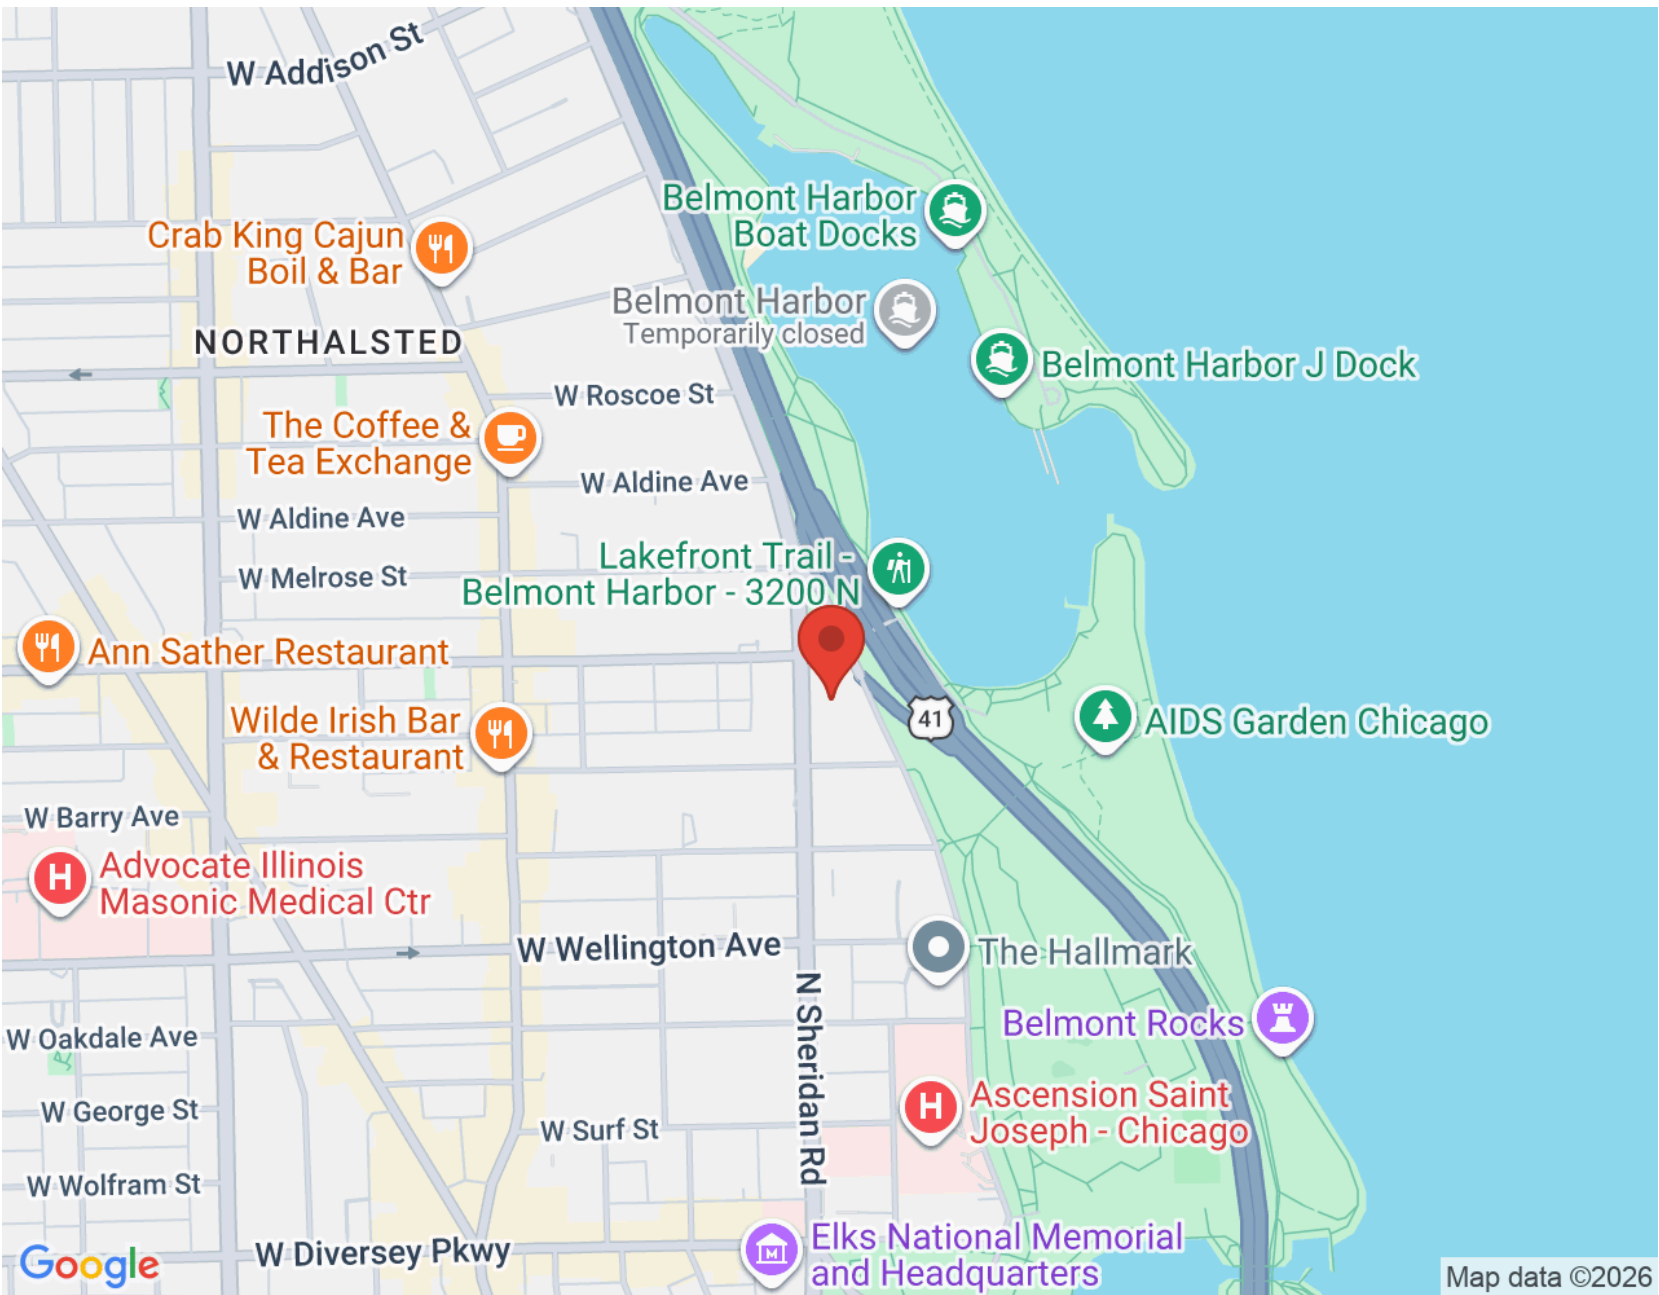 W Addison St
Belmont Harbor
Boat Docks
Crab King Cajun
Boil & Bar
Belmont Harbor
Temporarily closed
NORTHALSTED
Belmont Harbor J Dock
W Roscoe St
The Coffee &
Tea Exchange
W Aldine Ave
W Aldine Ave
Lakefront Trail -
Belmont Harbor - 3200 N
W Melrose St
Ann Sather Restaurant
Wilde Irish Bar
& Restaurant
41
AIDS Garden Chicago
W Barry Ave
H
Advocate Illinois
Masonic Medical Ctr
W Wellington Ave
The Hallmark
N Sheridan Rd
Belmont Rocks
W Oakdale Ave
H
Ascension Saint
Joseph - Chicago
W George St
W Surf St
W Wolfram St
M
Elks National Memorial
and Headquarters
W Diversey Pkwy
Google
Map data ©2026